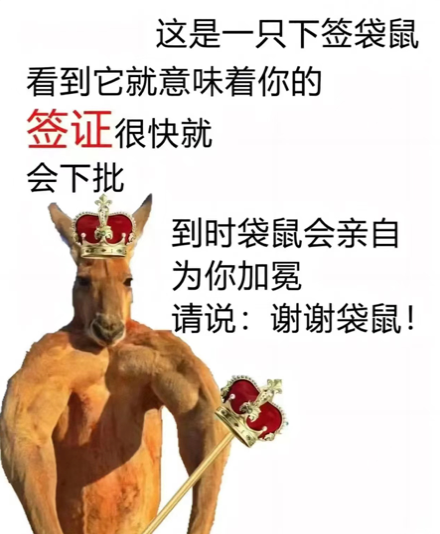 这是一只下签袋鼠
看到它就意味着你的
签证很快就
会下批
到时袋鼠会亲自
为你加冕
请说：谢谢袋鼠！